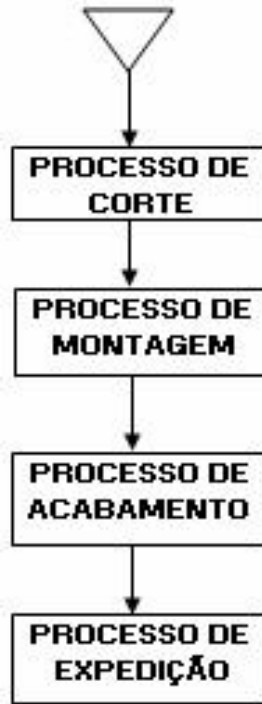 PROCESSO DE
CORTE
PROCESSO DE
MONTAGEM
PROCESSO DE
ACABAMENTO
PROCESSO DE
EXPEDIÇÃO